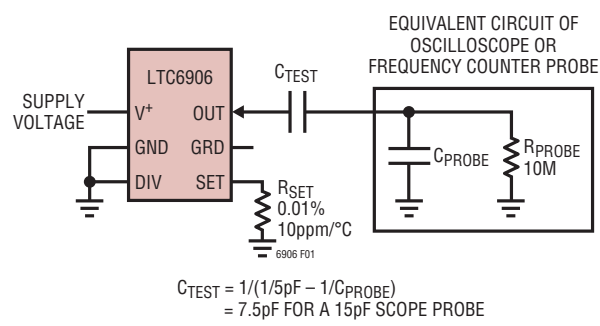 EQUIVALENT CIRCUIT OF
OSCILLOSCOPE OR
FREQUENCY COUNTER PROBE
LTC6906
CTEST
SUPPLY
VOLTAGE
V+
OUT
GND
GRD
DIV
SET
CPROBE
RPROBE
10M
RSET
0.01%
10ppm/°C
6906 F01
CTEST = 1/(1/5pF – 1/CPROBE)
= 7.5pF FOR A 15pF SCOPE PROBE